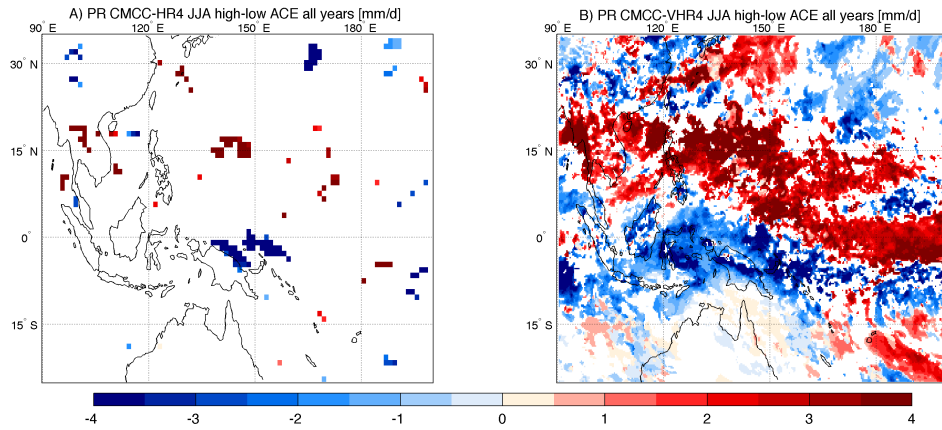 A) PR CMCC-HR4 JJA high-low ACE all years [mm/d]
90° E 120° E 150° E 180° E
30° N
15° N
0°
15° S
B) PR CMCC-VHR4 JJA high-low ACE all years [mm/d]
90° E 120° E 150° E 180° E
30° N
15° N
0°
15° S
-4 -3 -2 -1 0 1 2 3 4